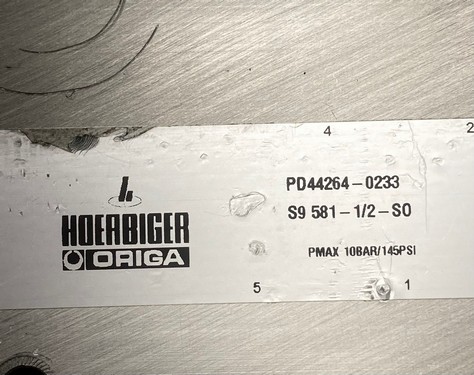 4 2
HOERBIGER
ORIGA
PD44264-0233
S9 581-1/2-SO
PMAX 10BAR/145PSI
5 1